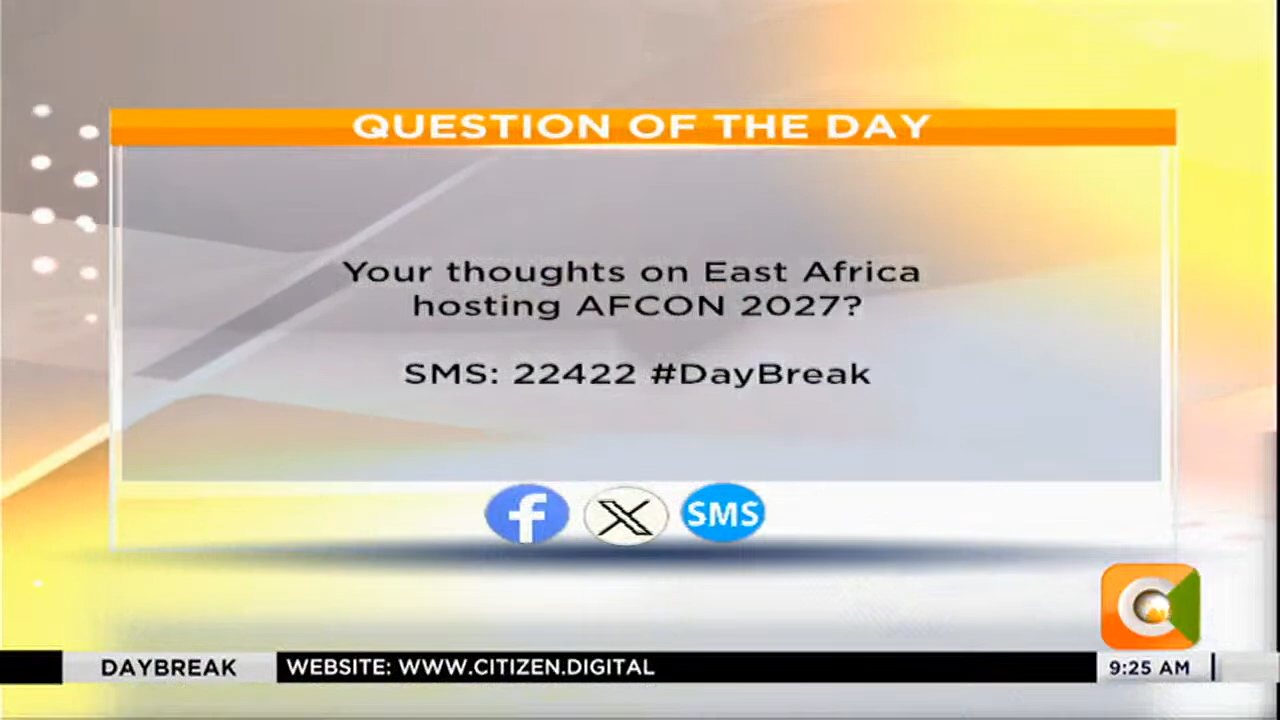 QUESTION OF THE DAY
Your thoughts on East Africa
hosting AFCON 2027?
SMS: 22422 #DayBreak
f X SMS
DAYBREAK
WEBSITE: WWW.CITIZEN.DIGITAL
9:25 AM